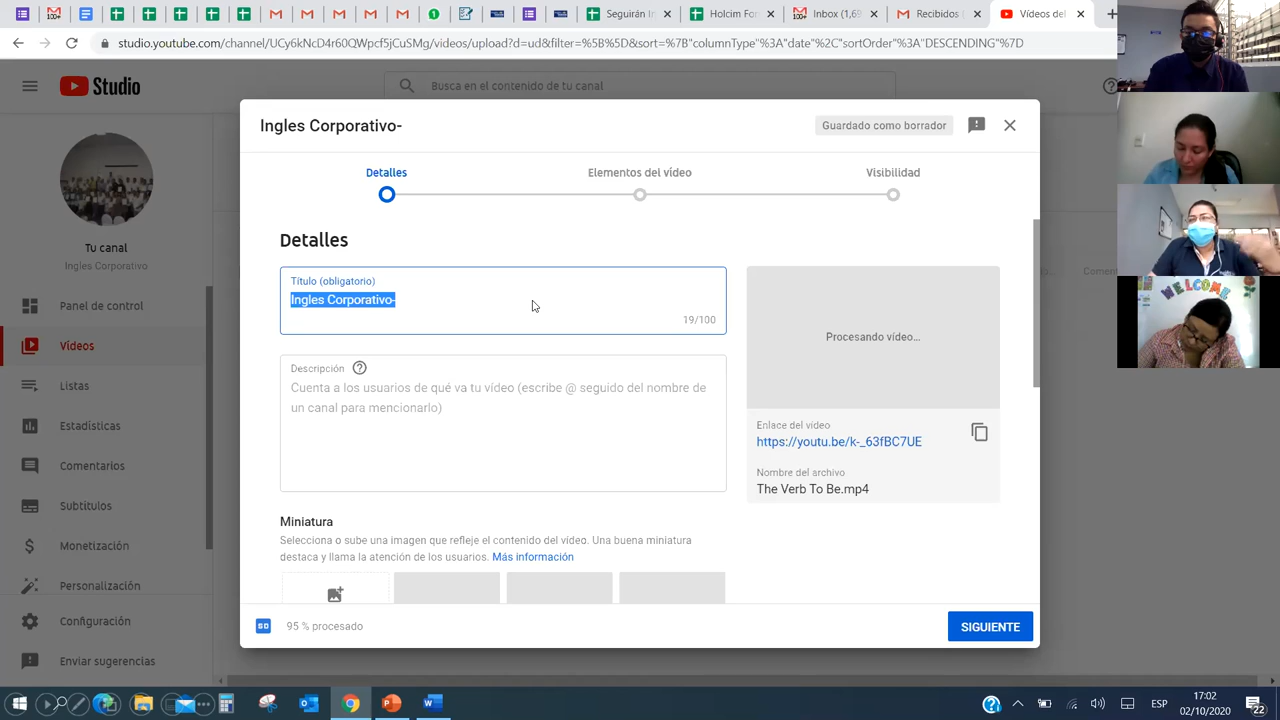 Seguirán In
Holcim Fon
Inbox (1,69
Recibidos (
Vídeos del
studio.youtube.com/channel/UCy6kNcD4r60QWpcf5jCuSMg/videos/upload?d=ud&filter=%5B%5D&sort=%7B"columnType"%3A"date"%2C"sortOrder"%3A"DESCENDING"%7D
Studio
Busca en el contenido de tu canal
Tu canal
Ingles Corporativo
Panel de control
Vídeos
Listas
Estadísticas
Comentarios
Subtítulos
Monetización
Personalización
Configuración
Enviar sugerencias
Ingles Corporativo-
Guardado como borrador
Detalles
Elementos del vídeo
Visibilidad
Detalles
Título (obligatorio)
Ingles Corporativo-
19/100
Descripción
Cuenta a los usuarios de qué va tu vídeo (escribe @ seguido del nombre de
un canal para mencionarlo)
Procesando vídeo...
Enlace del vídeo
https://youtu.be/k-_63fBC7UE
Nombre del archivo
The Verb To Be.mp4
Miniatura
Selecciona o sube una imagen que refleje el contenido del vídeo. Una buena miniatura
destaca y llama la atención de los usuarios. Más información
95 % procesado
SIGUIENTE
Comen
WELCOME
ESP
17:02
02/10/2020
22